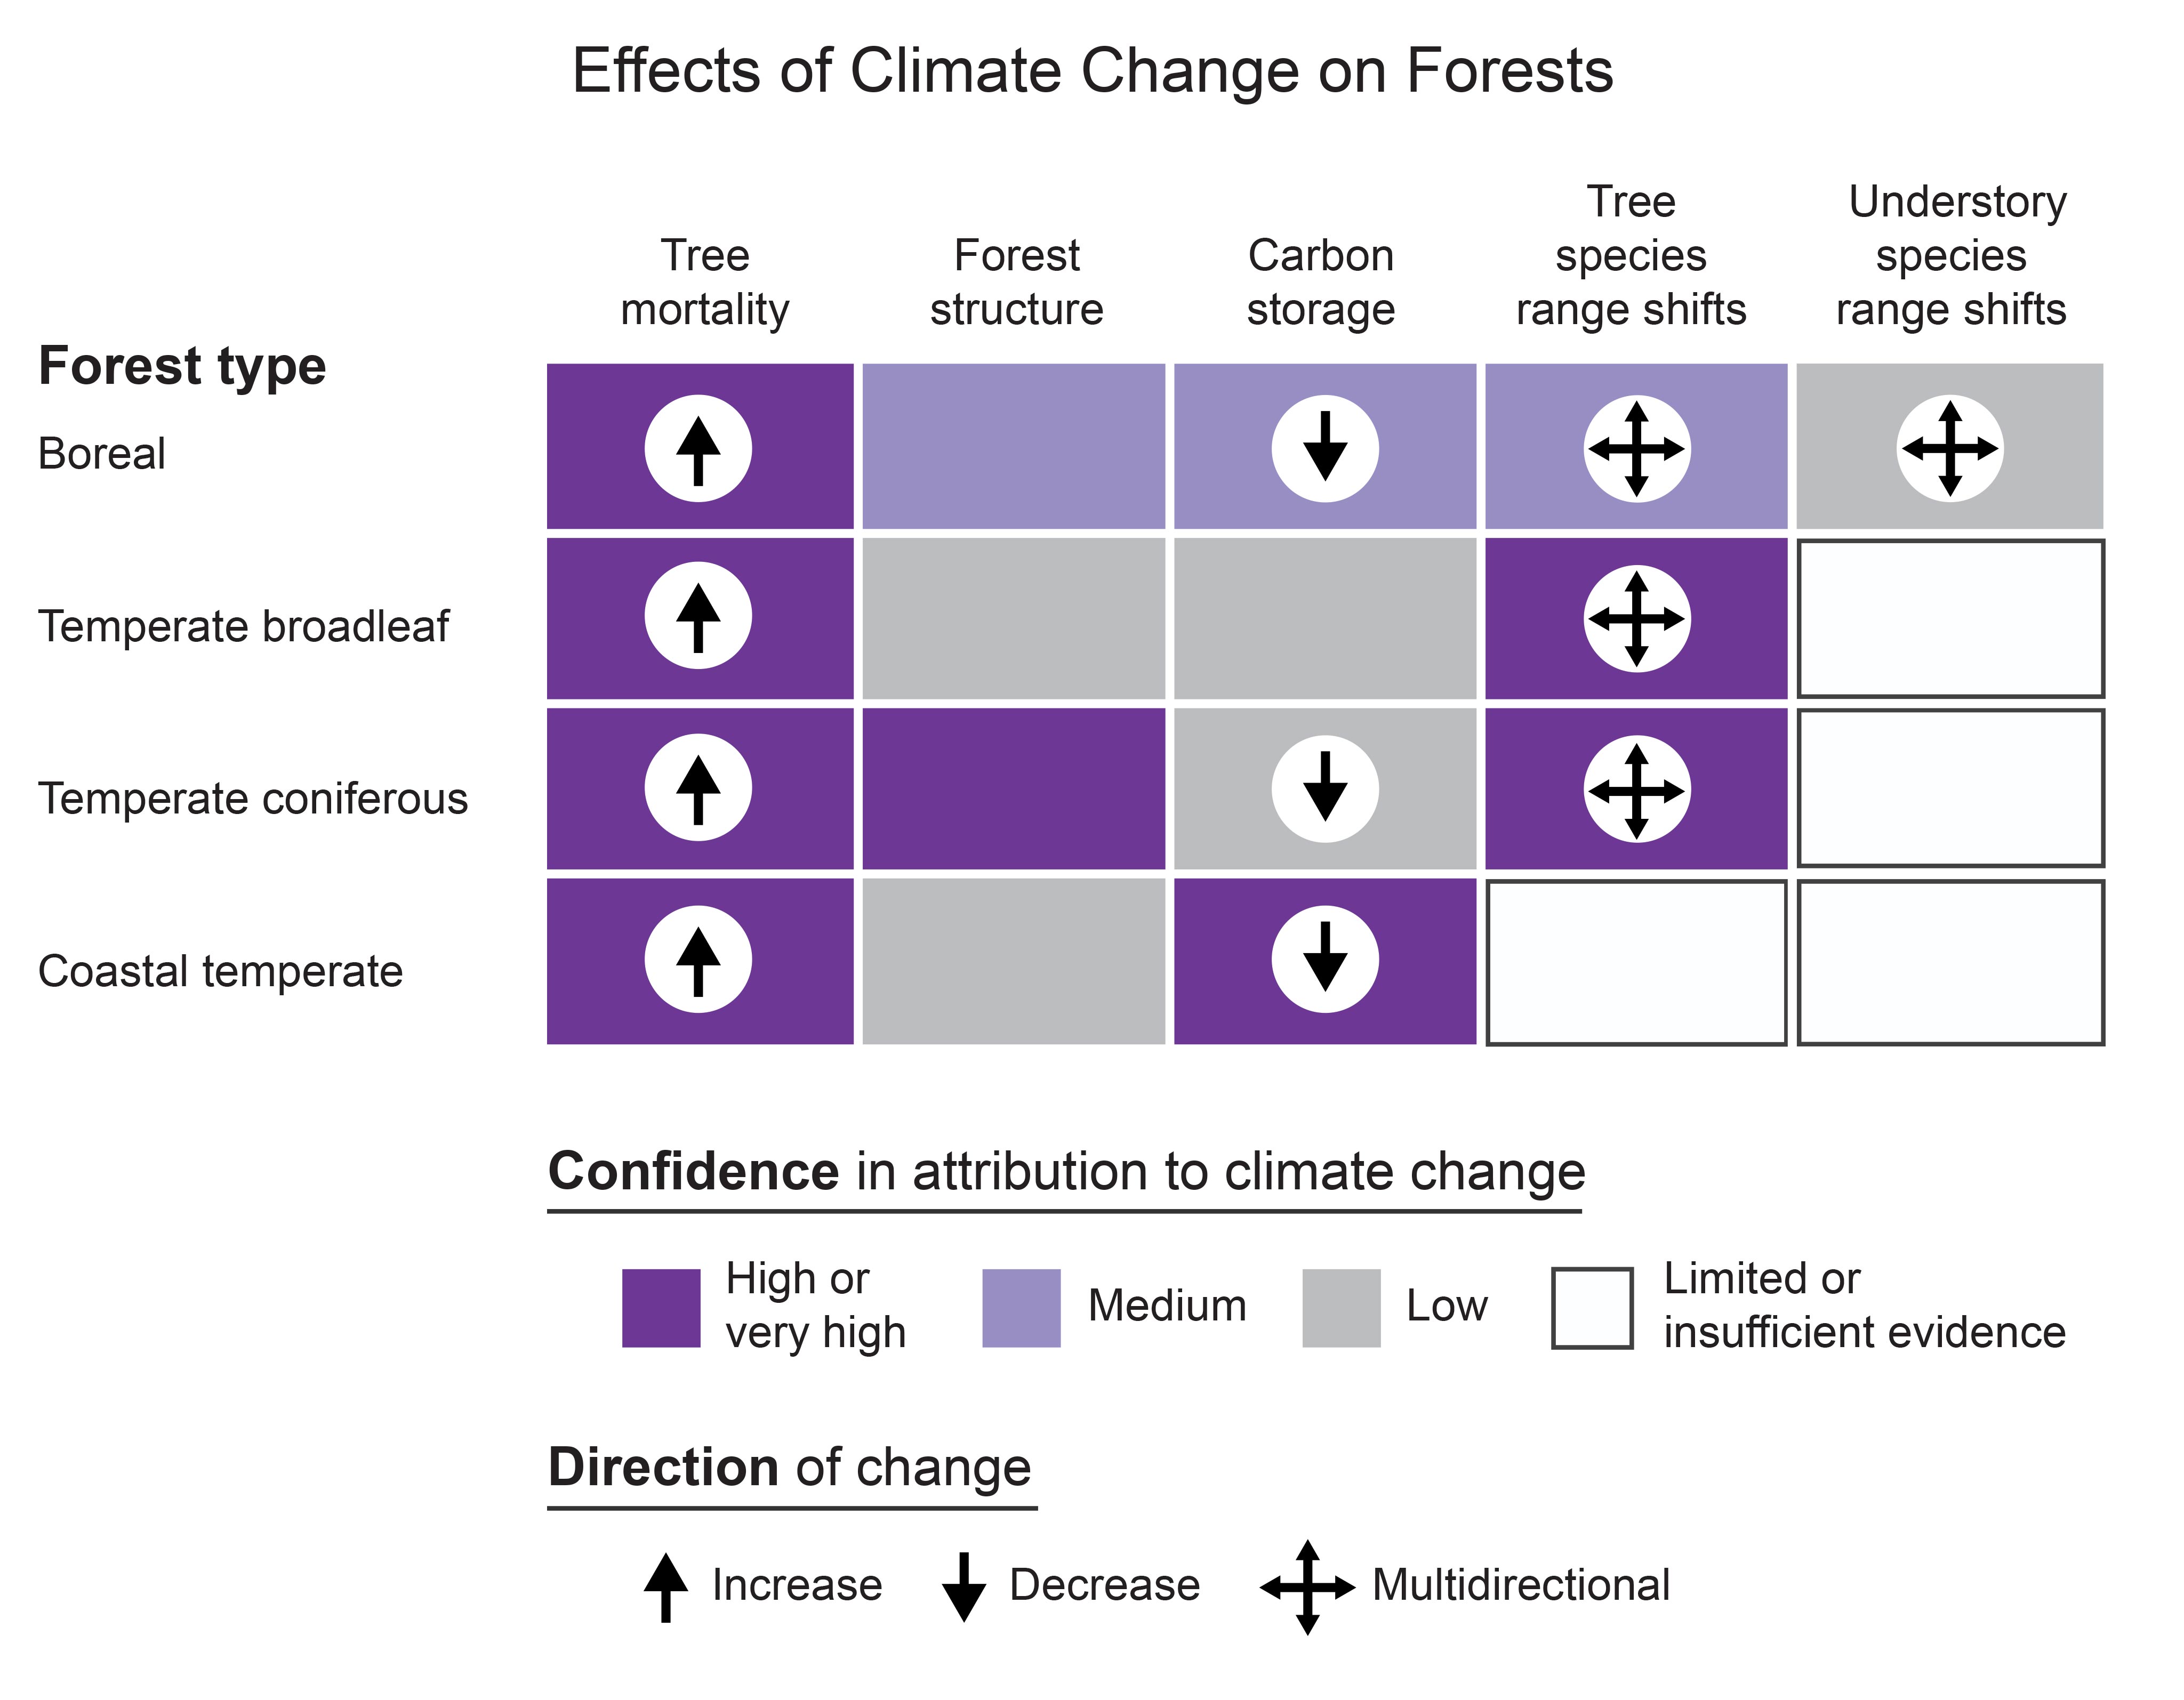 Effects of Climate Change on Forests
Tree
mortality
Forest
structure
Carbon
storage
Tree
species
range shifts
Understory
species
range shifts
Forest type
Boreal
Temperate broadleaf
Temperate coniferous
Coastal temperate
Confidence in attribution to climate change
High or
very high
Medium
Low
Limited or
insufficient evidence
Direction of change
Increase
Decrease
Multidirectional